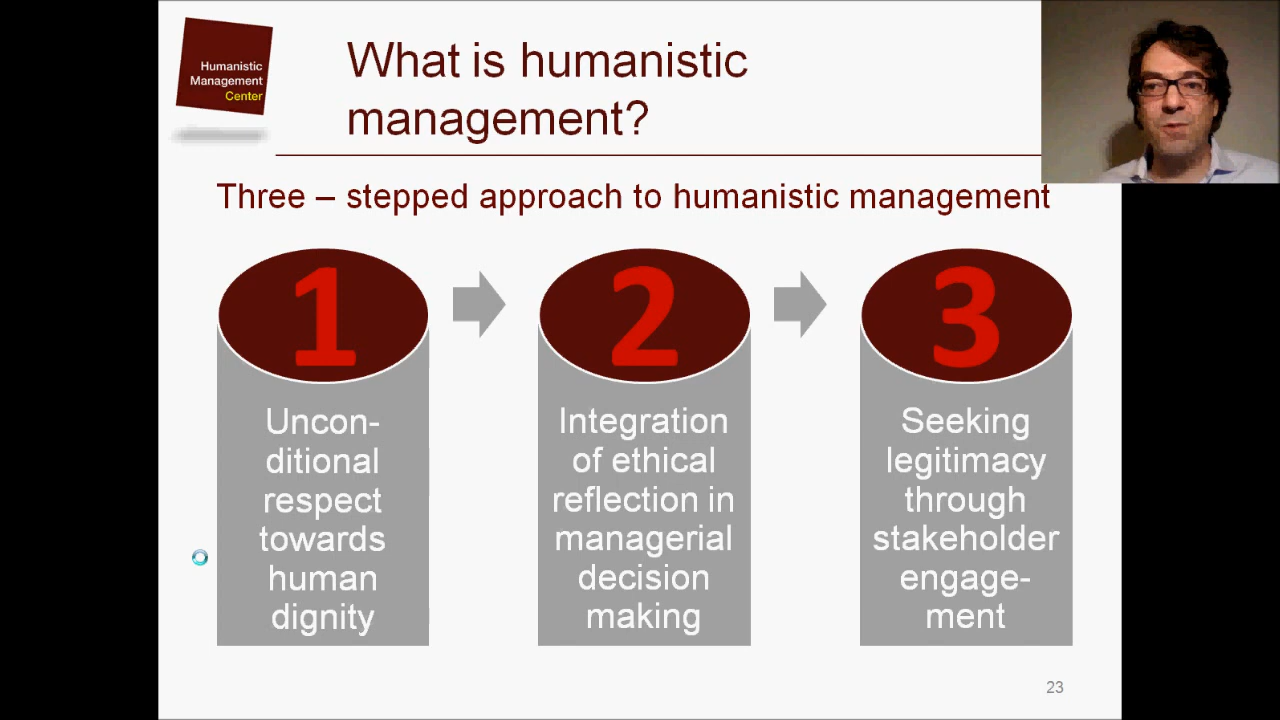 Humanistic
Management
Center
What is humanistic
management?
Three – stepped approach to humanistic management
1
Uncon-
ditional
respect
towards
human
dignity
2
Integration
of ethical
reflection in
managerial
decision
making
3
Seeking
legitimacy
through
stakeholder
engage-
ment
23